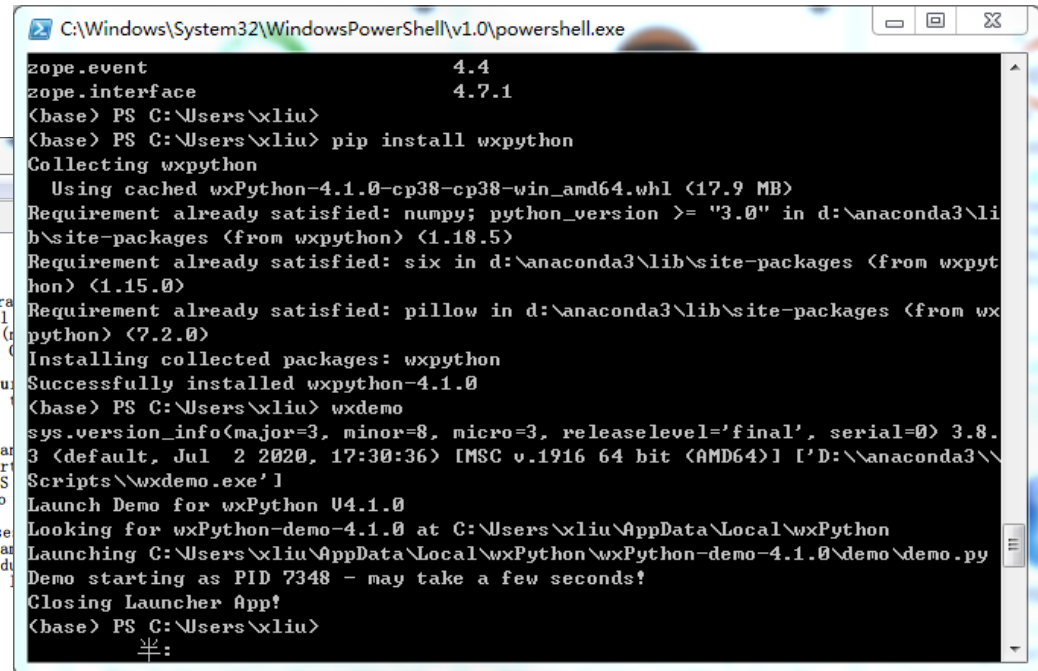 C:\Windows\System32\WindowsPowerShell\v1.0\powershell.exe
zope.event 4.4
zope.interface 4.7.1
(base) PS C:\Users\xliu>
(base) PS C:\Users\xliu> pip install wxpython
Collecting wxpython
Using cached wxPython-4.1.0-cp38-cp38-win_amd64.whl (17.9 MB)
Requirement already satisfied: numpy; python_version >= "3.0" in d:\anaconda3\li
b\site-packages (from wxpython) (1.18.5)
Requirement already satisfied: six in d:\anaconda3\lib\site-packages (from wxpyt
hon) (1.15.0)
Requirement already satisfied: pillow in d:\anaconda3\lib\site-packages (from wx
python) (7.2.0)
Installing collected packages: wxpython
Successfully installed wxpython-4.1.0
(base) PS C:\Users\xliu> wxdemo
sys.version_info(major=3, minor=8, micro=3, releaselevel='final', serial=0) 3.8.
3 (default, Jul  2 2020, 17:30:36) [MSC v.1916 64 bit (AMD64)] ['D:\\anaconda3\\
Scripts\\wxdemo.exe']
Launch Demo for wxPython V4.1.0
Looking for wxPython-demo-4.1.0 at C:\Users\xliu\AppData\Local\wxPython
Launching C:\Users\xliu\AppData\Local\wxPython\wxPython-demo-4.1.0\demo\demo.py
Demo starting as PID 7348 - may take a few seconds!
Closing Launcher App!
(base) PS C:\Users\xliu>
半: